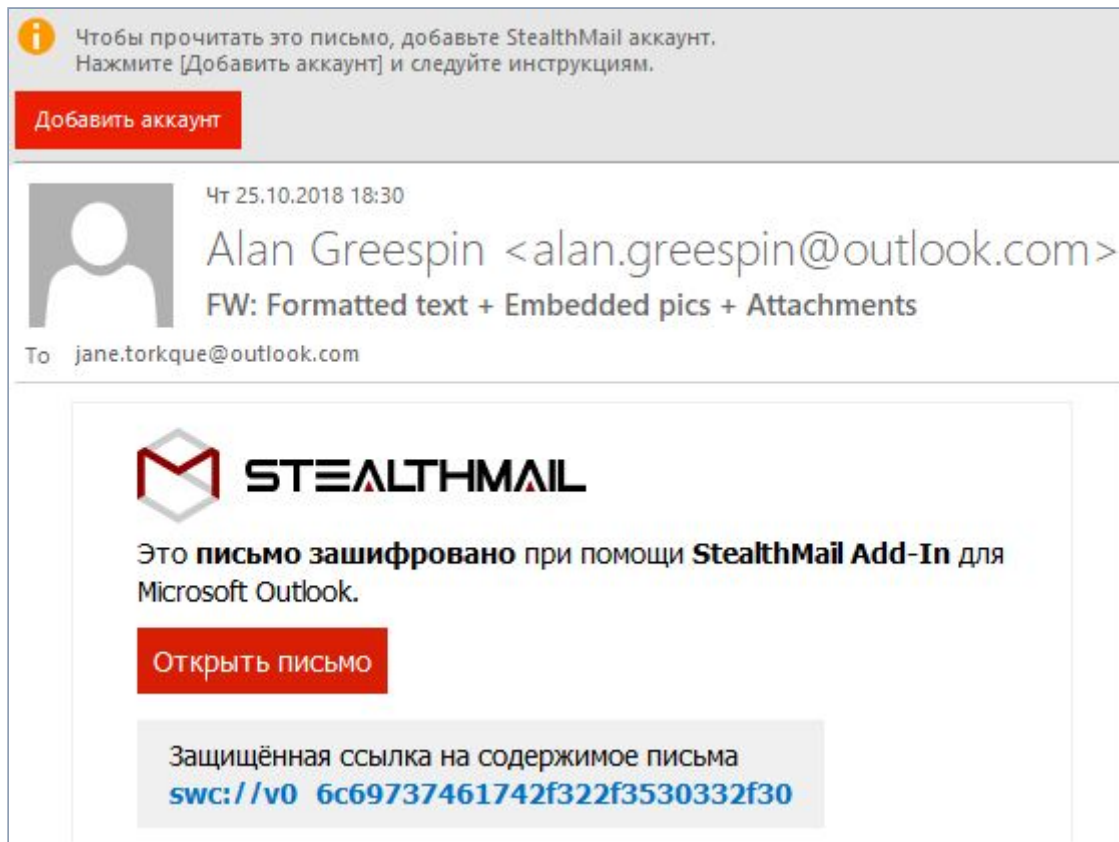 Чтобы прочитать это письмо, добавьте StealthMail аккаунт.
Нажмите [Добавить аккаунт] и следуйте инструкциям.
Добавить аккаунт
Чт 25.10.2018 18:30
Alan Greespin <alan.greespin@outlook.com>
FW: Formatted text + Embedded pics + Attachments
To jane.torkque@outlook.com
STEALTHMAIL
Это письмо зашифровано при помощи StealthMail Add-In для
Microsoft Outlook.
Открыть письмо
Защищённая ссылка на содержимое письма
swc://v0 6c69737461742f322f3530332f30